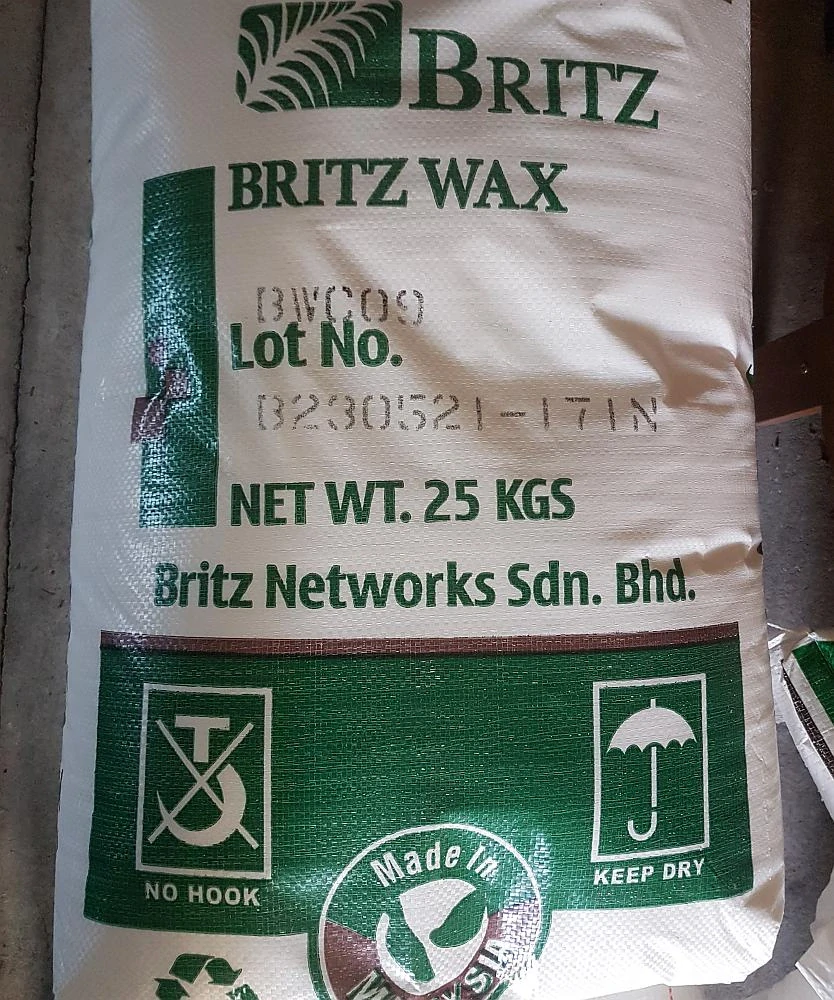 BRITZ
BRITZ WAX
BWC09
Lot No.
B230521-171N
NET WT. 25 KGS
Britz Networks Sdn. Bhd.
NO HOOK
KEEP DRY
Made In
MALAYSIA